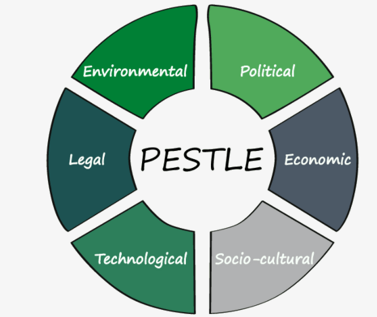 Environmental
Political
Legal
PESTLE
Economic
Technological
Socio-cultural